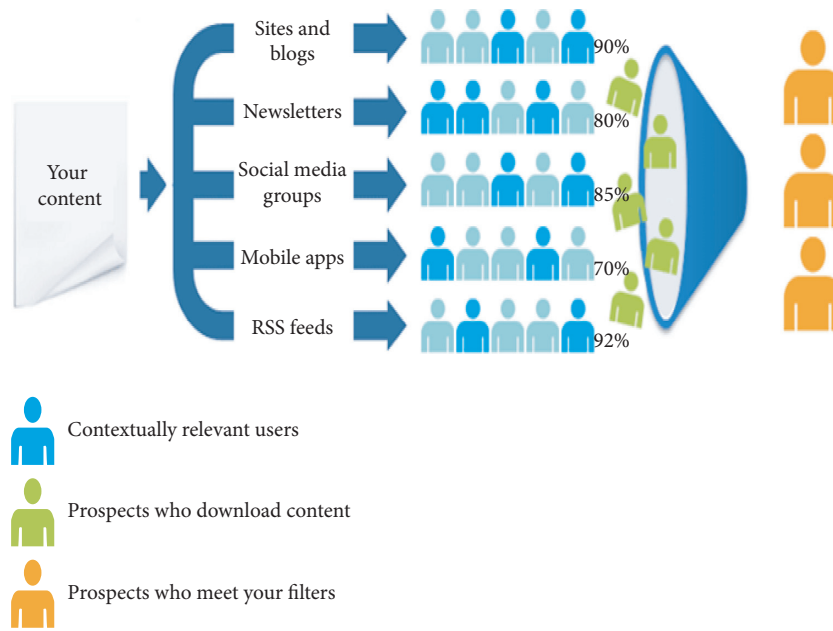 Your
content
Sites and
blogs
90%
Newsletters
80%
Social media
groups
85%
Mobile apps
70%
RSS feeds
92%
Contextually relevant users
Prospects who download content
Prospects who meet your filters